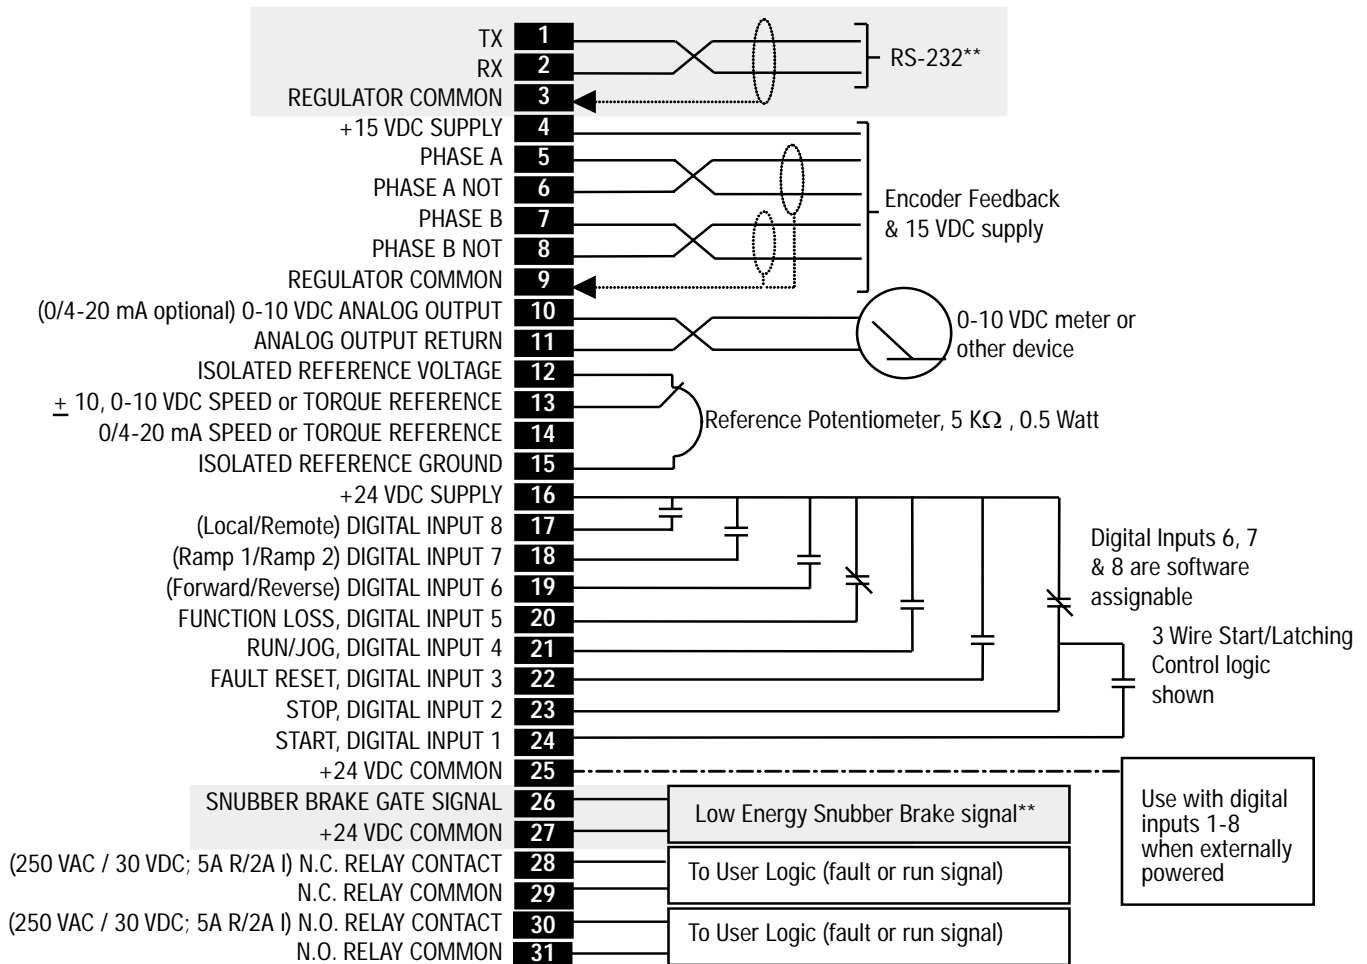 TX 1
RX 2
REGULATOR COMMON 3
RS-232**
+15 VDC SUPPLY 4
PHASE A 5
PHASE A NOT 6
PHASE B 7
PHASE B NOT 8
REGULATOR COMMON 9
Encoder Feedback
& 15 VDC supply
(0/4-20 mA optional) 0-10 VDC ANALOG OUTPUT 10
ANALOG OUTPUT RETURN 11
0-10 VDC meter or
other device
ISOLATED REFERENCE VOLTAGE 12
± 10, 0-10 VDC SPEED or TORQUE REFERENCE 13
0/4-20 mA SPEED or TORQUE REFERENCE 14
ISOLATED REFERENCE GROUND 15
Reference Potentiometer, 5 KΩ , 0.5 Watt
+24 VDC SUPPLY 16
(Local/Remote) DIGITAL INPUT 8 17
(Ramp 1/Ramp 2) DIGITAL INPUT 7 18
(Forward/Reverse) DIGITAL INPUT 6 19
FUNCTION LOSS, DIGITAL INPUT 5 20
RUN/JOG, DIGITAL INPUT 4 21
FAULT RESET, DIGITAL INPUT 3 22
STOP, DIGITAL INPUT 2 23
START, DIGITAL INPUT 1 24
Digital Inputs 6, 7
& 8 are software
assignable
3 Wire Start/Latching
Control logic
shown
+24 VDC COMMON 25
Use with digital
inputs 1-8
when externally
powered
SNUBBER BRAKE GATE SIGNAL 26
+24 VDC COMMON 27
Low Energy Snubber Brake signal**
(250 VAC / 30 VDC; 5A R/2A I) N.C. RELAY CONTACT 28
N.C. RELAY COMMON 29
To User Logic (fault or run signal)
(250 VAC / 30 VDC; 5A R/2A I) N.O. RELAY CONTACT 30
N.O. RELAY COMMON 31
To User Logic (fault or run signal)